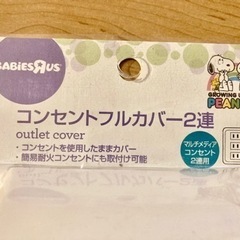 BABIESRUS
GROWING UP
PEANUTS
コンセントフルカバー2連
outlet cover
・コンセントを使用したままカバー
・簡易耐火コンセントにも取付け可能
マルチメディア
コンセント
2連用